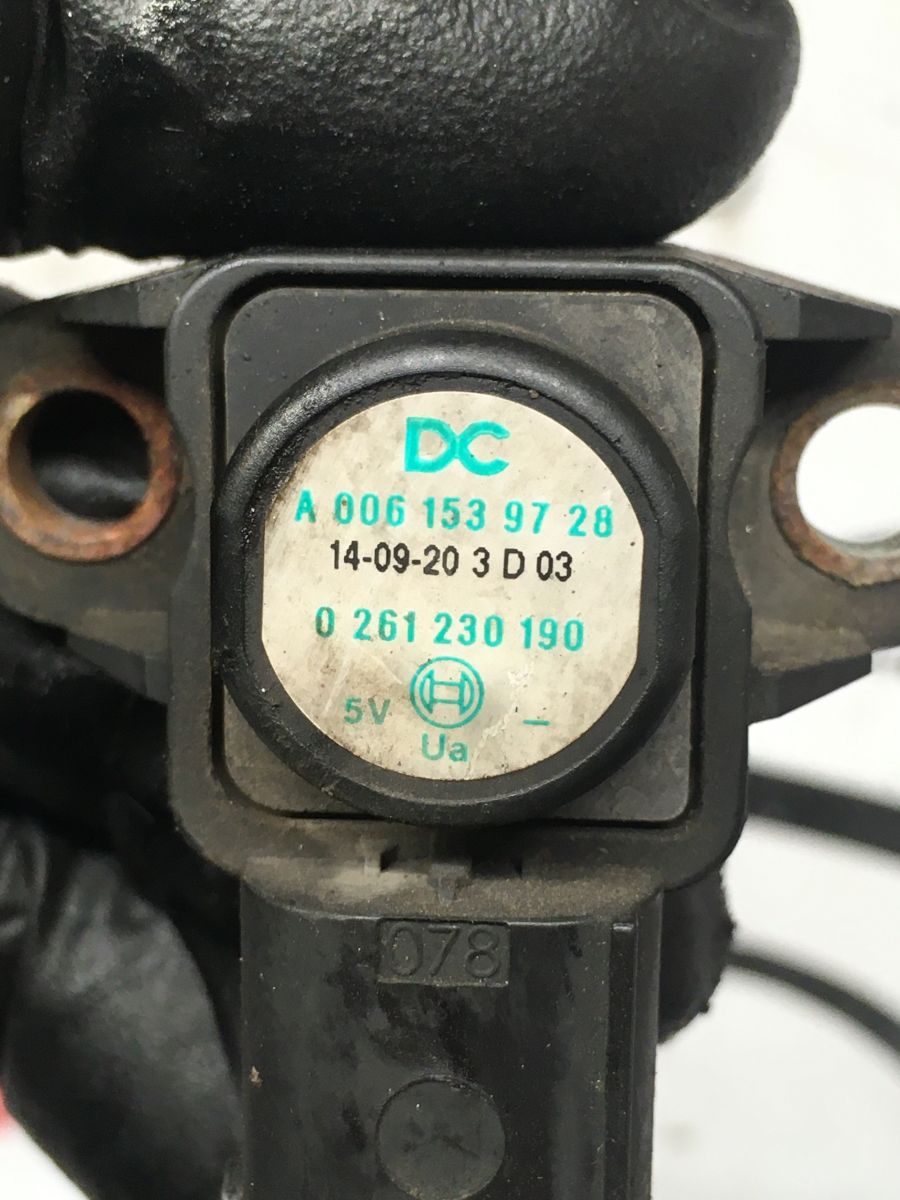 DC
A 006 153 97 28
14-09-20 3 D 03
0 261 230 190
5V –
Ua
078